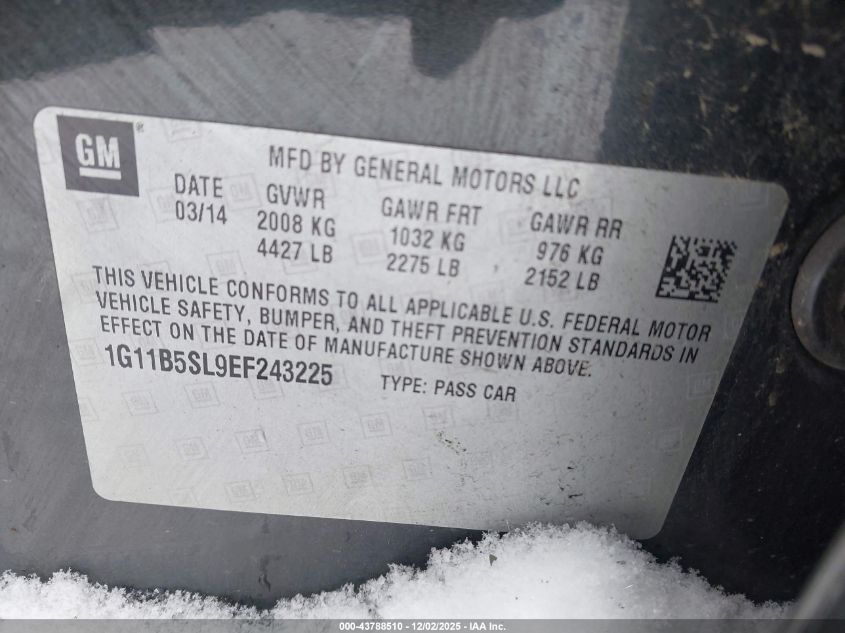 GM ®
MFD BY GENERAL MOTORS LLC
DATE GVWR GAWR FRT GAWR RR
03/14 2008 KG 1032 KG 976 KG
4427 LB 2275 LB 2152 LB
THIS VEHICLE CONFORMS TO ALL APPLICABLE U.S. FEDERAL MOTOR
VEHICLE SAFETY, BUMPER, AND THEFT PREVENTION STANDARDS IN
EFFECT ON THE DATE OF MANUFACTURE SHOWN ABOVE.
1G11B5SL9EF243225 TYPE: PASS CAR
000-43788510 - 12/02/2025 - IAA Inc.